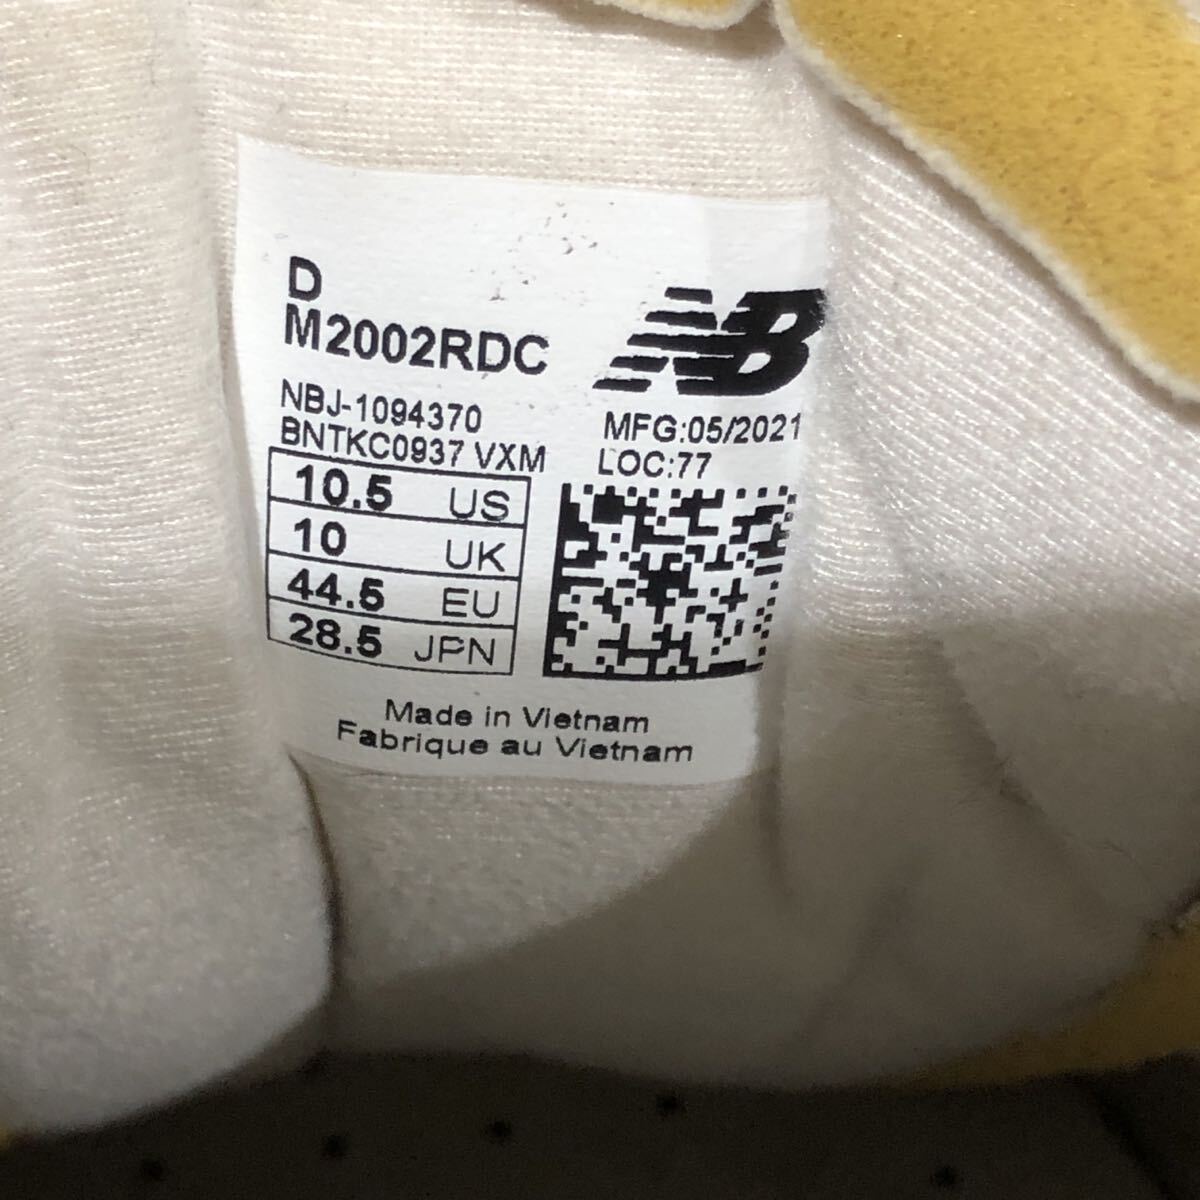 D
M2002RDC
NB
NBJ-1094370
BNTKC0937 VXM
MFG:05/2021
LOC:77
10.5 US
10 UK
44.5 EU
28.5 JPN
Made in Vietnam
Fabrique au Vietnam